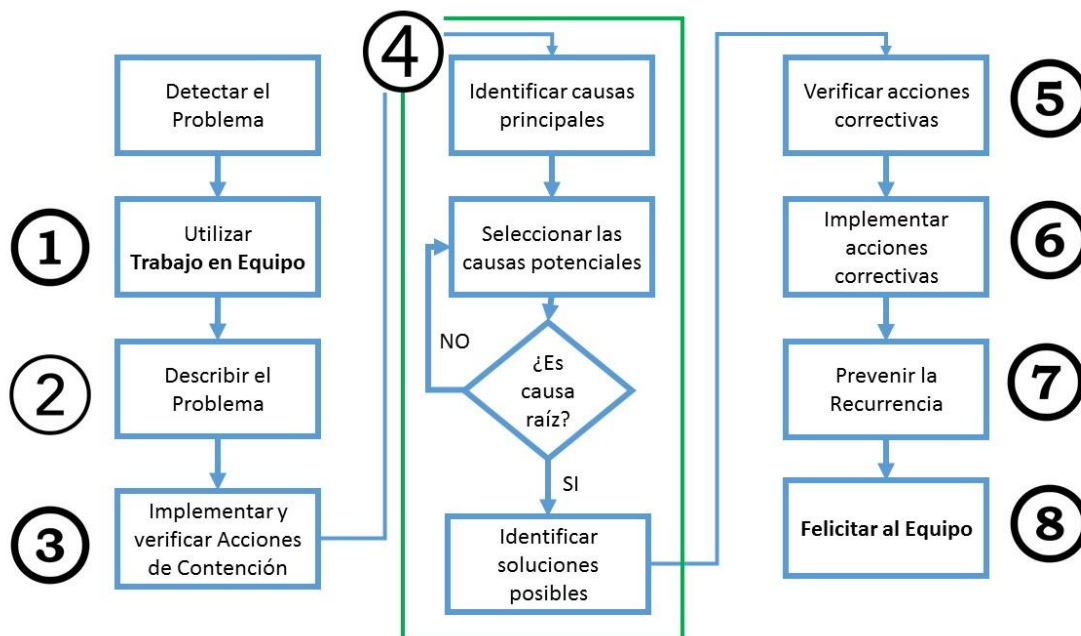 Detectar el
Problema
1
Utilizar
Trabajo en Equipo
2
Describir el
Problema
3
Implementar y
verificar Acciones
de Contención
4
Identificar causas
principales
Seleccionar las
causas potenciales
NO
¿Es
causa
raíz?
SI
Identificar
soluciones
posibles
Verificar acciones
correctivas
5
Implementar
acciones
correctivas
6
Prevenir la
Recurrencia
7
Felicitar al Equipo
8